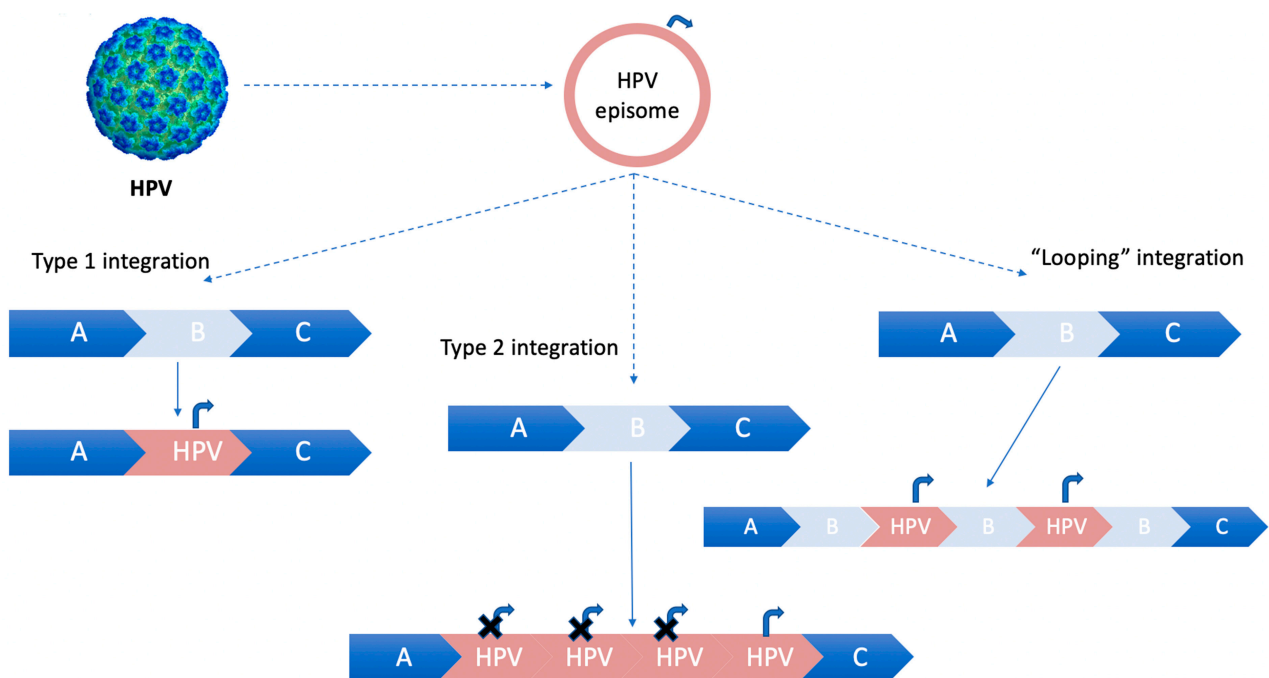 HPV
episome
HPV
Type 1 integration
"Looping" integration
A B C
A B C
Type 2 integration
A B C
A HPV C
A B HPV B HPV B C
A HPV HPV HPV HPV C